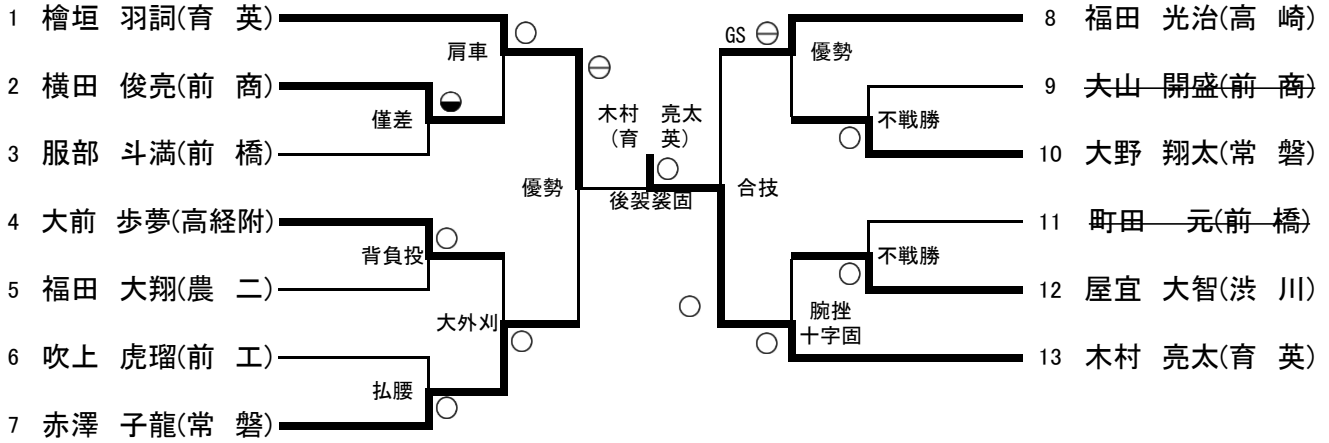 1 檜垣 羽詞(育 英)
2 横田 俊亮(前 商)
3 服部 斗満(前 橋)
4 大前 歩夢(高経附)
5 福田 大翔(農 二)
6 吹上 虎瑠(前 工)
7 赤澤 子龍(常 磐)
肩車
僅差
背負投
大外刈
払腰
優勢
木村 亮太
(育 英)
後袈裟固
GS
優勢
不戦勝
合技
不戦勝
腕挫
十字固
8 福田 光治(高 崎)
9 大山 開盛(前 商)
10 大野 翔太(常 磐)
11 町田 元(前 橋)
12 屋宜 大智(渋 川)
13 木村 亮太(育 英)